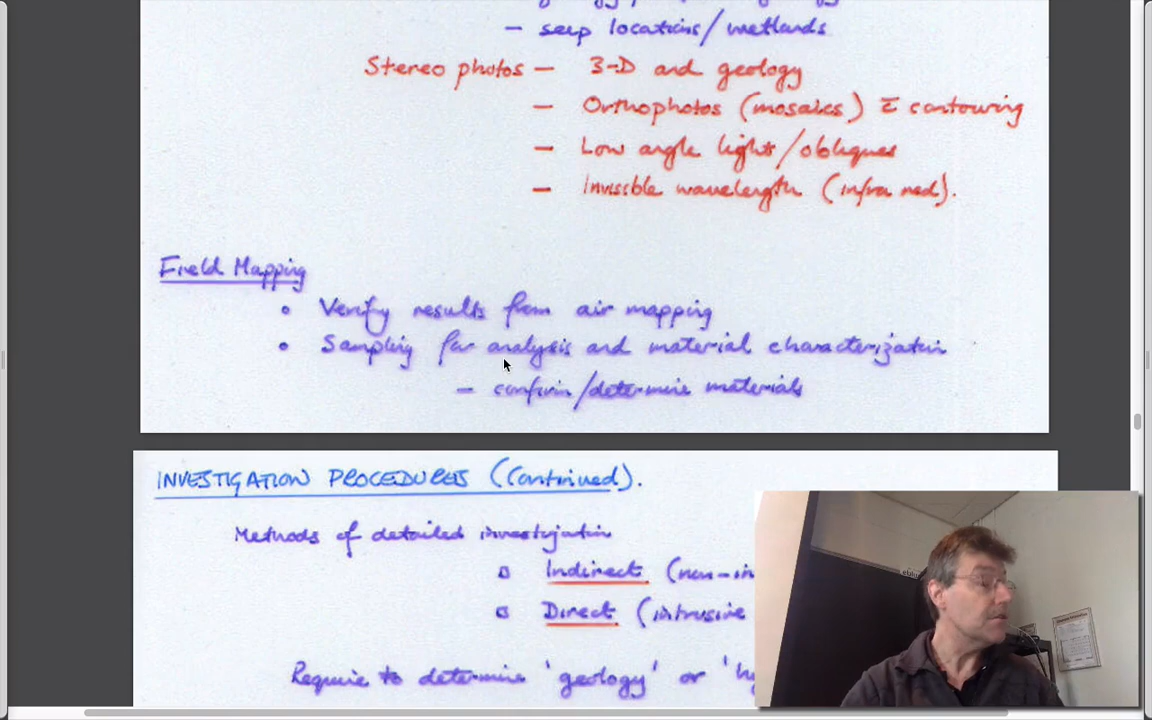 – seep locations/wetlands
Stereo photos – 3-D and geology
– Orthophotos (mosaics) c̄ contouring
– Low angle light/obliques
– Invisible wavelength (infra red).
Field Mapping
• Verify results from air mapping
• Sampling for analysis and material characterization
– confirm/determine materials
INVESTIGATION PROCEDURES (Continued).
Methods of detailed investigation
Indirect (non-in
Direct (intrusive
Require to determine 'geology' or